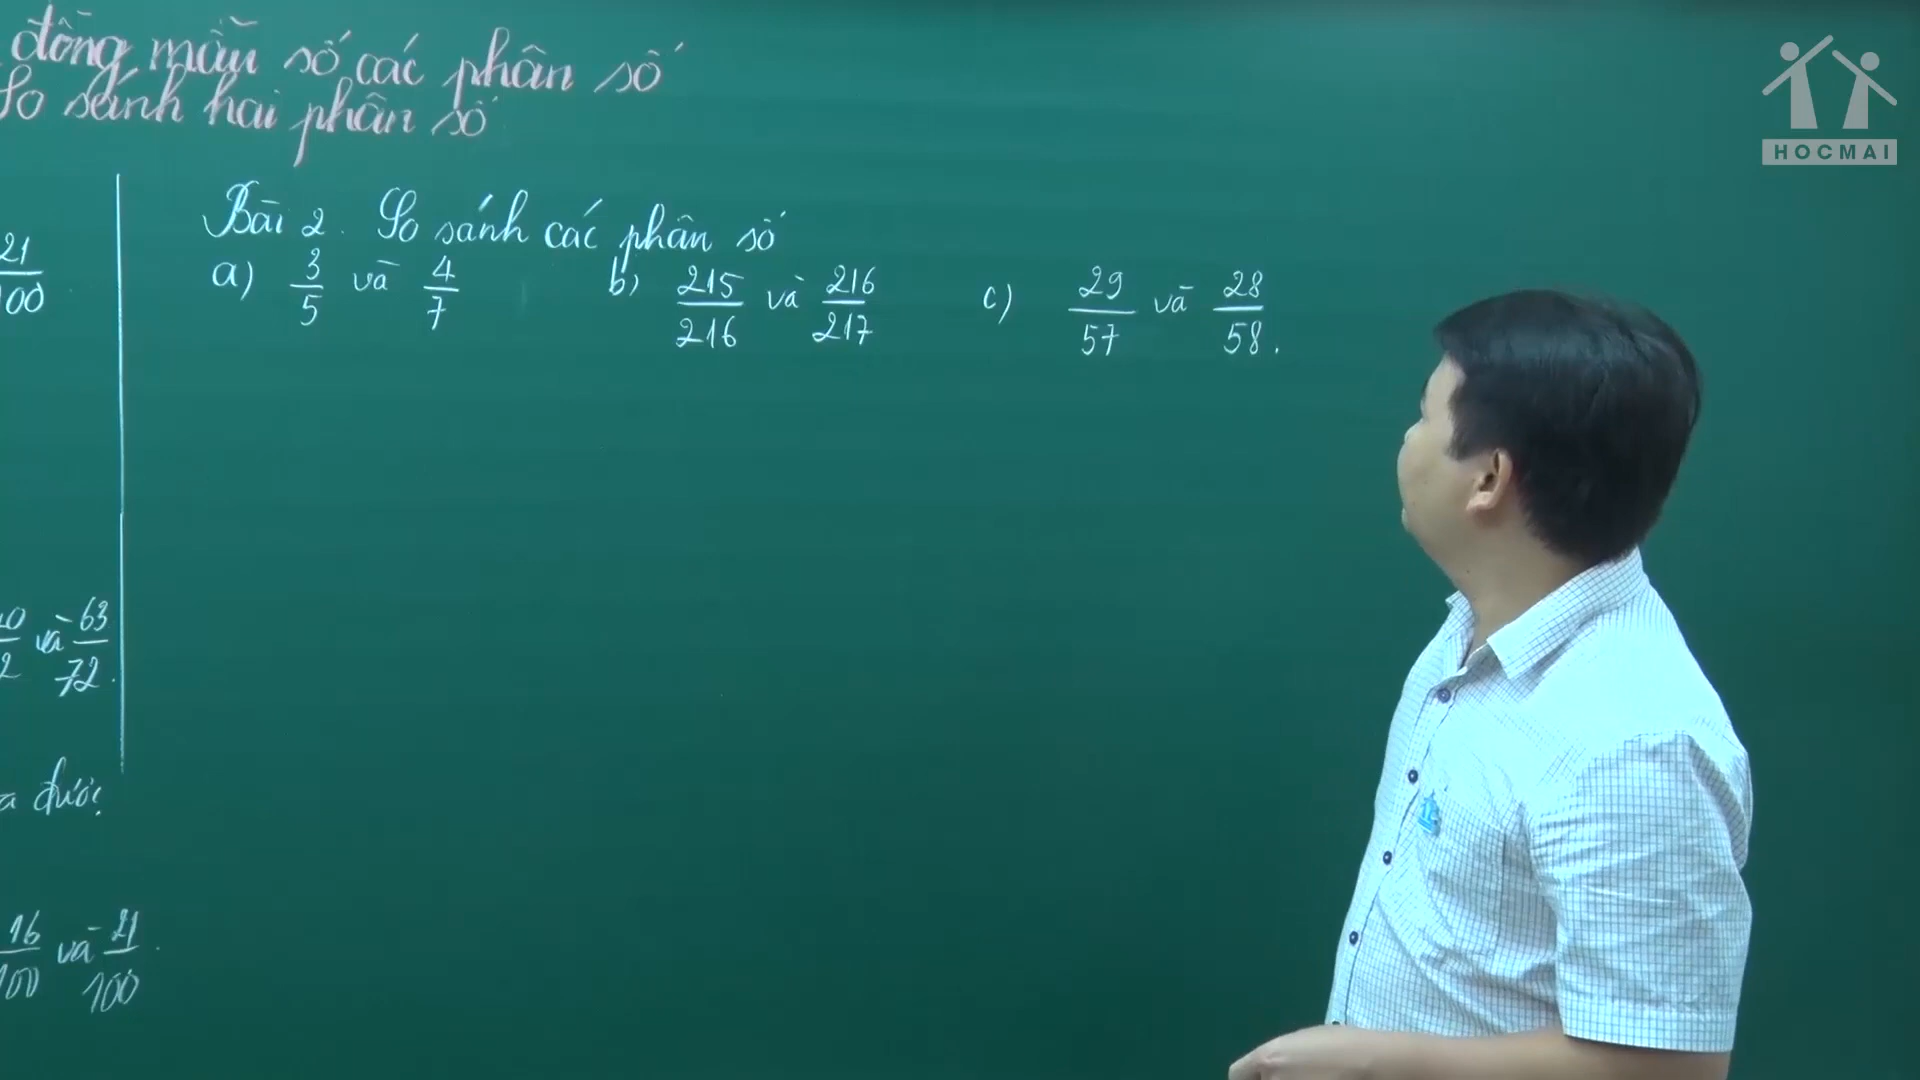 đồng mẫu số các phân số
So sánh hai phân số
HOCMAI
21
100
Bài 2. So sánh các phân số
a) 3/5 và 4/7 b) 215/216 và 216/217 c) 29/57 và 28/58.
và 63/72.
được
16/100 và 21/100.